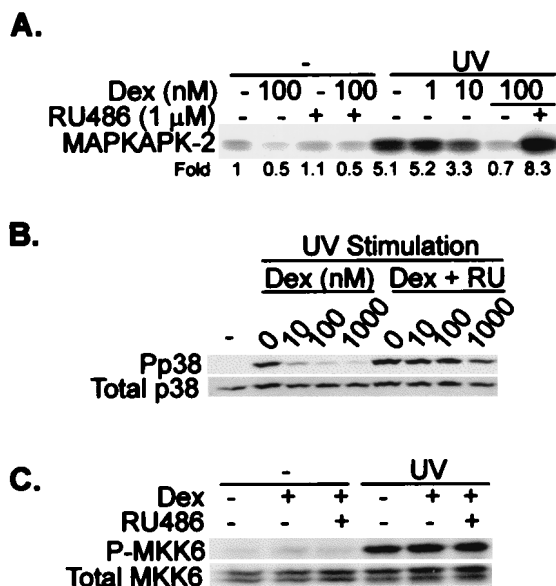 A.
- UV
Dex (nM) - 100 - 100 - 1 10 100
RU486 (1 µM) + + - +
MAPKAPK-2
Fold 1 0.5 1.1 0.5 5.1 5.2 3.3 0.7 8.3
B.
UV Stimulation
Dex (nM) Dex + RU
- 0 10 100 1000 0 10 100 1000
Pp38
Total p38
C.
- UV
Dex - + + - + +
RU486 - - + - - +
P-MKK6
Total MKK6